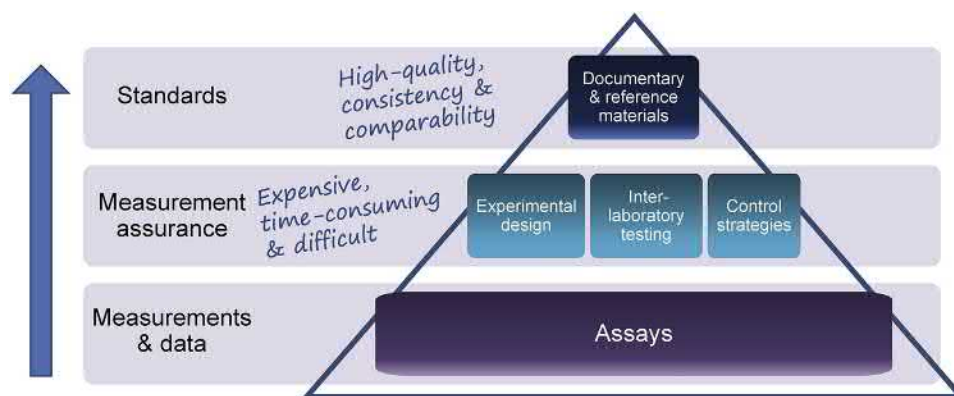 Standards
High-quality,
consistency &
comparability
Documentary
& reference
materials
Measurement
assurance
Expensive,
time-consuming
& difficult
Experimental
design
Inter-
laboratory
testing
Control
strategies
Measurements
& data
Assays